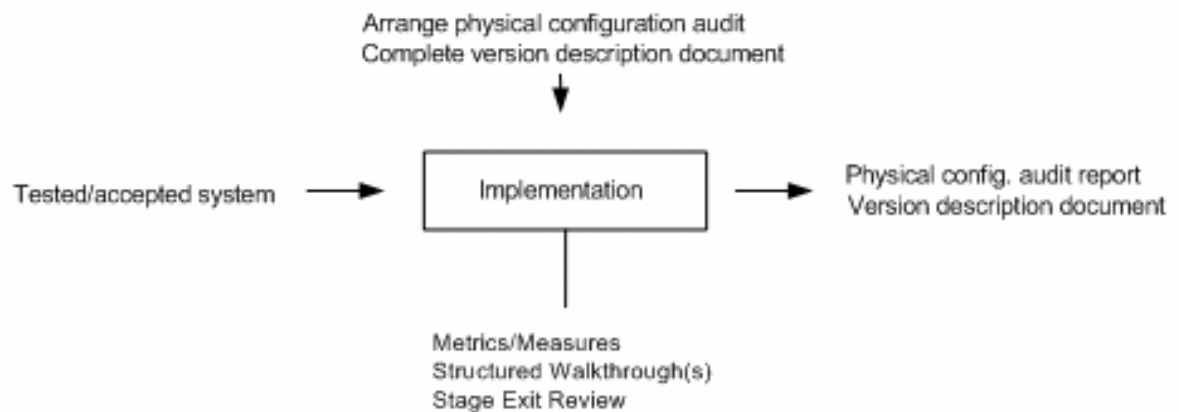 Arrange physical configuration audit
Complete version description document
Tested/accepted system
Implementation
Physical config. audit report
Version description document
Metrics/Measures
Structured Walkthrough(s)
Stage Exit Review